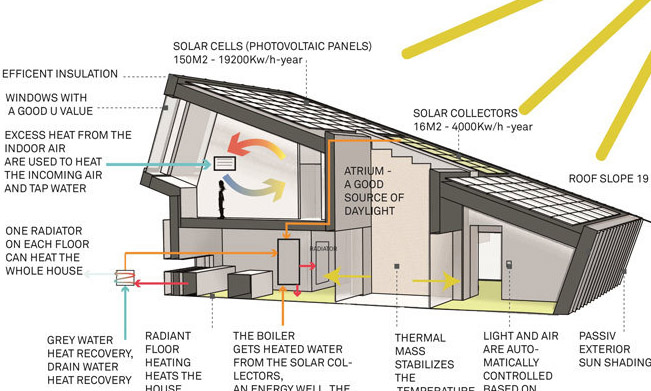 SOLAR CELLS (PHOTOVOLTAIC PANELS)
150M2 - 19200Kw/h-year
EFFICENT INSULATION
WINDOWS WITH
A GOOD U VALUE
SOLAR COLLECTORS
16M2 - 4000Kw/h -year
EXCESS HEAT FROM THE
INDOOR AIR
ARE USED TO HEAT
THE INCOMING AIR
AND TAP WATER
ATRIUM -
A GOOD
SOURCE OF
DAYLIGHT
ROOF SLOPE 19
ONE RADIATOR
ON EACH FLOOR
CAN HEAT THE
WHOLE HOUSE
RADIATOR
GREY WATER
HEAT RECOVERY,
DRAIN WATER
HEAT RECOVERY
RADIANT
FLOOR
HEATING
HEATS THE
HOUSE
THE BOILER
GETS HEATED WATER
FROM THE SOLAR COL-
LECTORS,
AN ENERGY WELL, THE
THERMAL
MASS
STABILIZES
THE
TEMPERATURE
LIGHT AND AIR
ARE AUTO-
MATICALLY
CONTROLLED
BASED ON
PASSIV
EXTERIOR
SUN SHADING